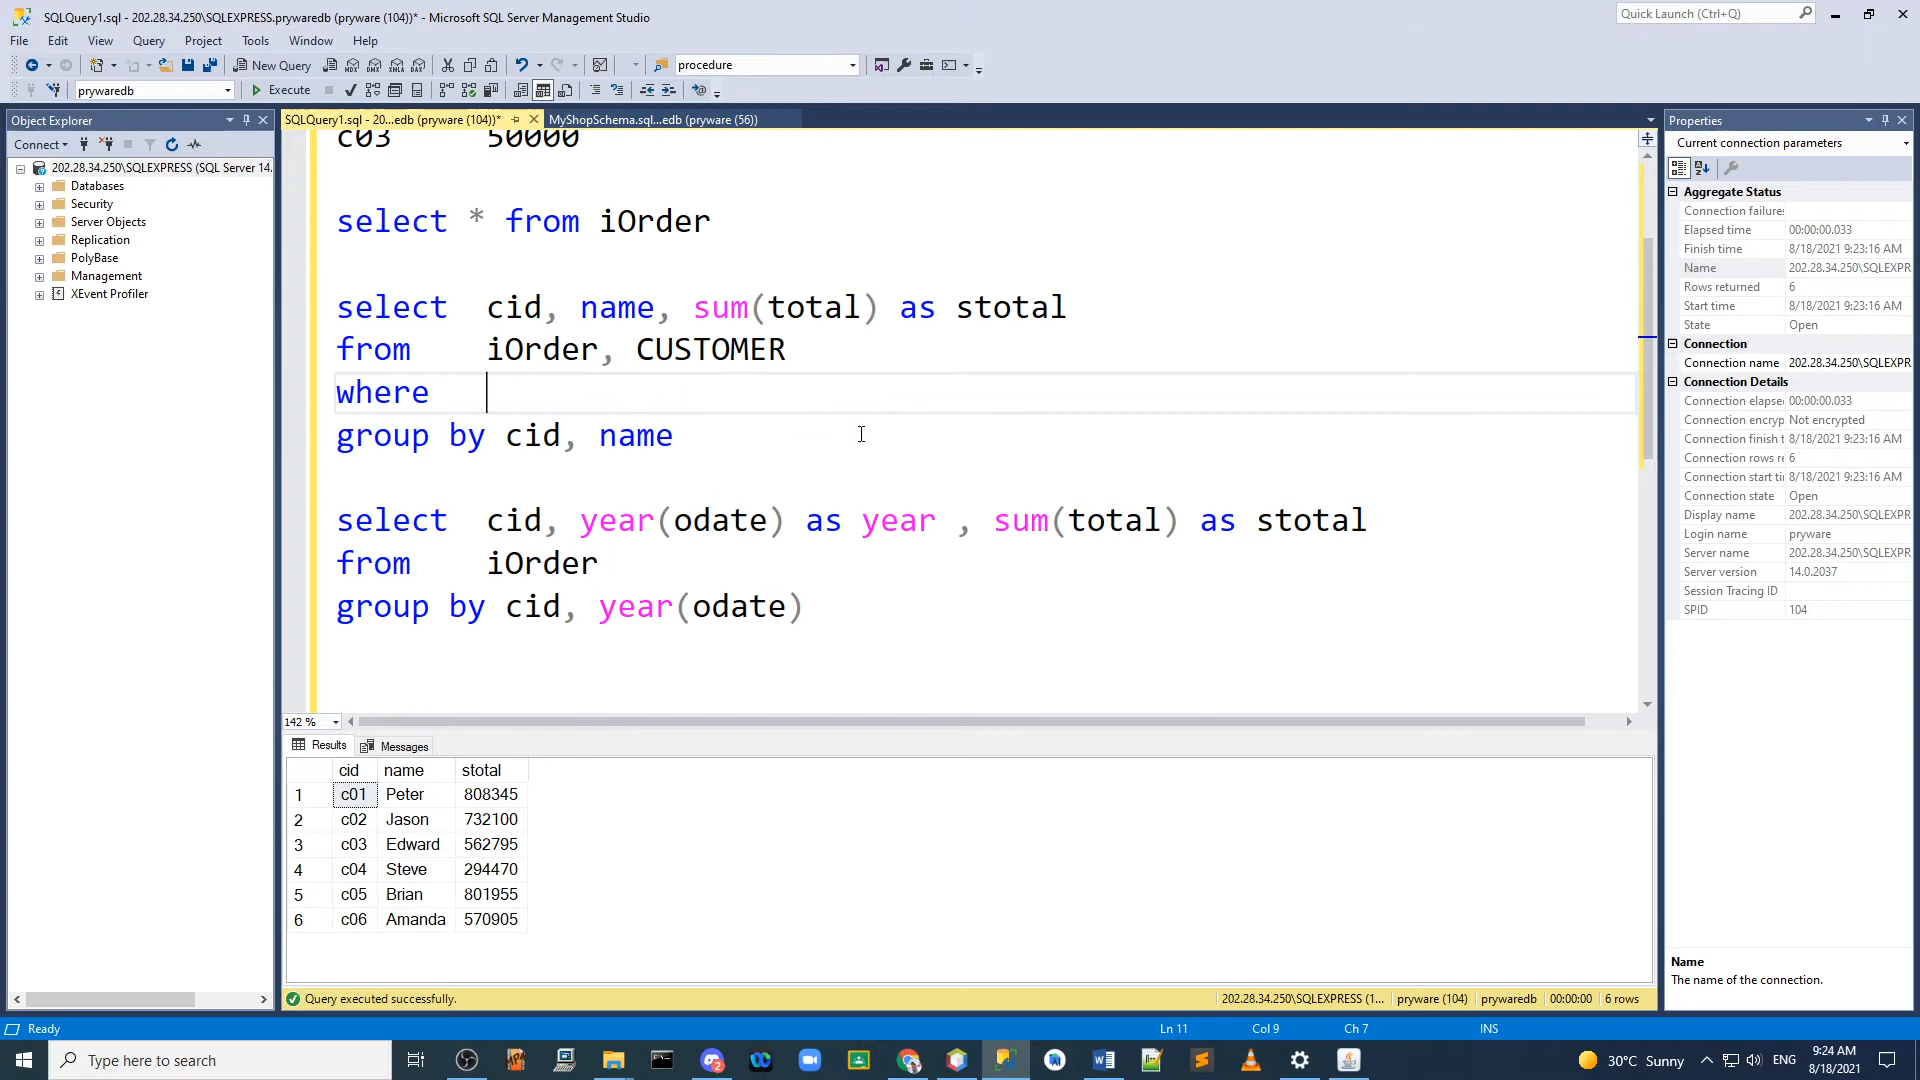 SQLQuery1.sql - 202.28.34.250\SQLEXPRESS.prywaredb (pryware (104))* - Microsoft SQL Server Management Studio
Quick Launch (Ctrl+Q)
File Edit View Query Project Tools Window Help
New Query
procedure
prywaredb
Execute
Object Explorer
SQLQuery1.sql - 20...edb (pryware (104))*
MyShopSchema.sql...edb (pryware (56))
Properties
Connect
Current connection parameters
202.28.34.250\SQLEXPRESS (SQL Server 14.
Databases
Security
Server Objects
Replication
PolyBase
Management
XEvent Profiler
c03 50000
select * from iOrder
select cid, name, sum(total) as stotal
from iOrder, CUSTOMER
where
group by cid, name
select cid, year(odate) as year , sum(total) as stotal
from iOrder
group by cid, year(odate)
142 %
Results Messages
cid name stotal
1 c01 Peter 808345
2 c02 Jason 732100
3 c03 Edward 562795
4 c04 Steve 294470
5 c05 Brian 801955
6 c06 Amanda 570905
Query executed successfully.
202.28.34.250\SQLEXPRESS (1... pryware (104) prywaredb 00:00:00 6 rows
Aggregate Status
Connection failures
Elapsed time 00:00:00.033
Finish time 8/18/2021 9:23:16 AM
Name 202.28.34.250\SQLEXPR
Rows returned 6
Start time 8/18/2021 9:23:16 AM
State Open
Connection
Connection name 202.28.34.250\SQLEXPR
Connection Details
Connection elapse 00:00:00.033
Connection encryp Not encrypted
Connection finish t 8/18/2021 9:23:16 AM
Connection rows re 6
Connection start ti 8/18/2021 9:23:16 AM
Connection state Open
Display name 202.28.34.250\SQLEXPR
Login name pryware
Server name 202.28.34.250\SQLEXPR
Server version 14.0.2037
Session Tracing ID
SPID 104
Name
The name of the connection.
Ready
Ln 11 Col 9 Ch 7 INS
Type here to search
30°C Sunny
ENG
9:24 AM
8/18/2021